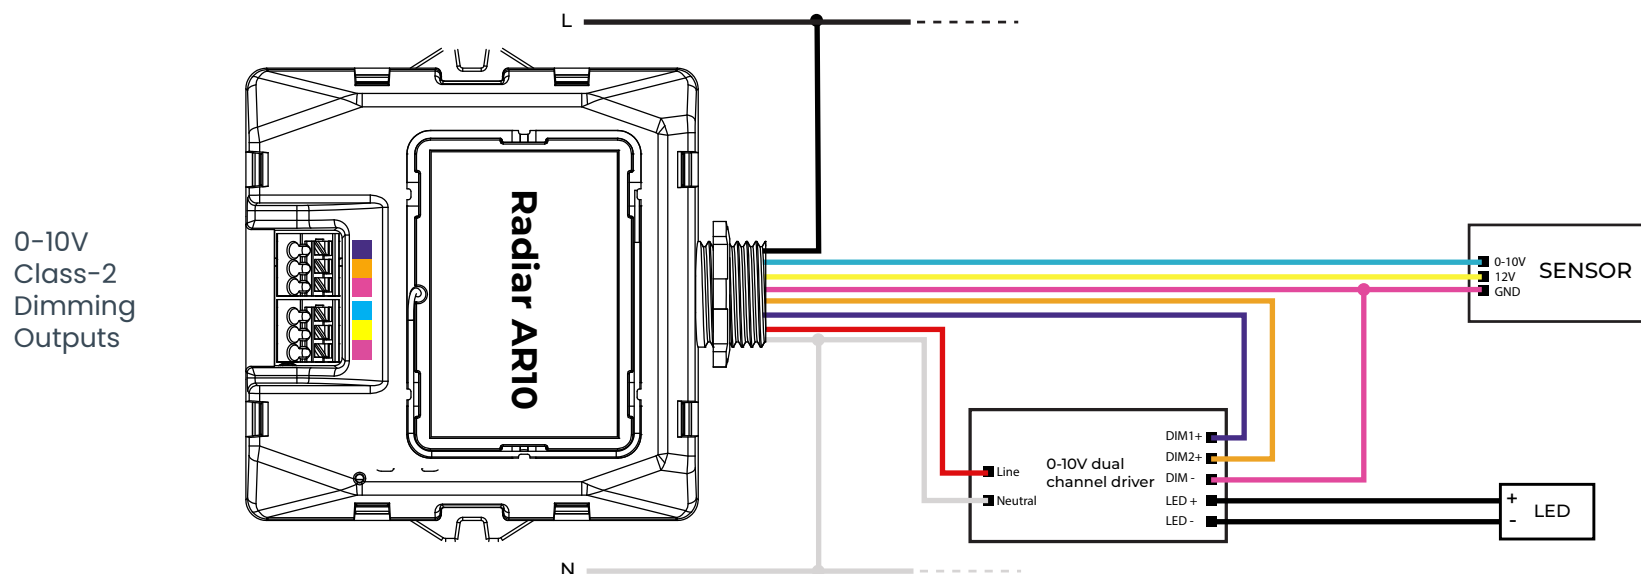 L
0-10V
Class-2
Dimming
Outputs
Radiar AR10
0-10V
12V
GND
SENSOR
Line
Neutral
0-10V dual
channel driver
DIM1+
DIM2+
DIM -
LED +
LED -
+
-
LED
N